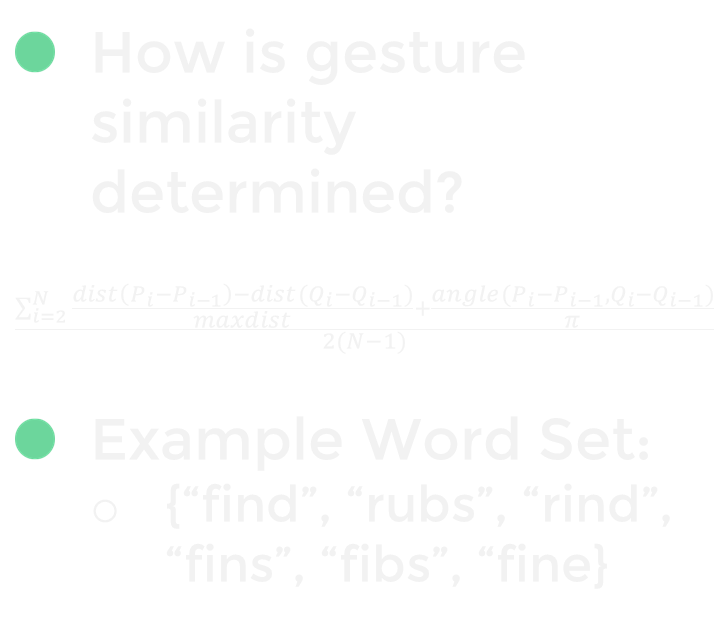 How is gesture
similarity
determined?
\frac{\sum_{i=2}^{N} \frac{dist(P_i-P_{i-1})-dist(Q_i-Q_{i-1})}{maxdist}+\frac{angle(P_i-P_{i-1},Q_i-Q_{i-1})}{\pi}}{2(N-1)}
Example Word Set:
{“find”, “rubs”, “rind”,
“fins”, “fibs”, “fine}